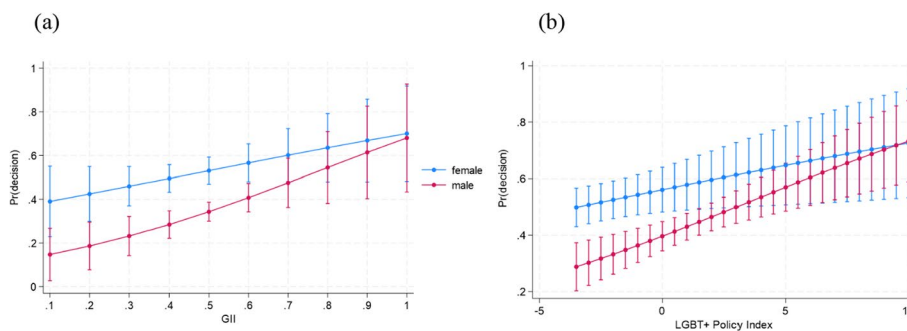 (a)
(b)
1
.8
.6
.4
.2
0
Pr(decision)
.1 .2 .3 .4 .5 .6 .7 .8 .9 1
GII
female
male
1
.8
.6
.4
.2
Pr(decision)
-5 0 5
LGBT+ Policy Index